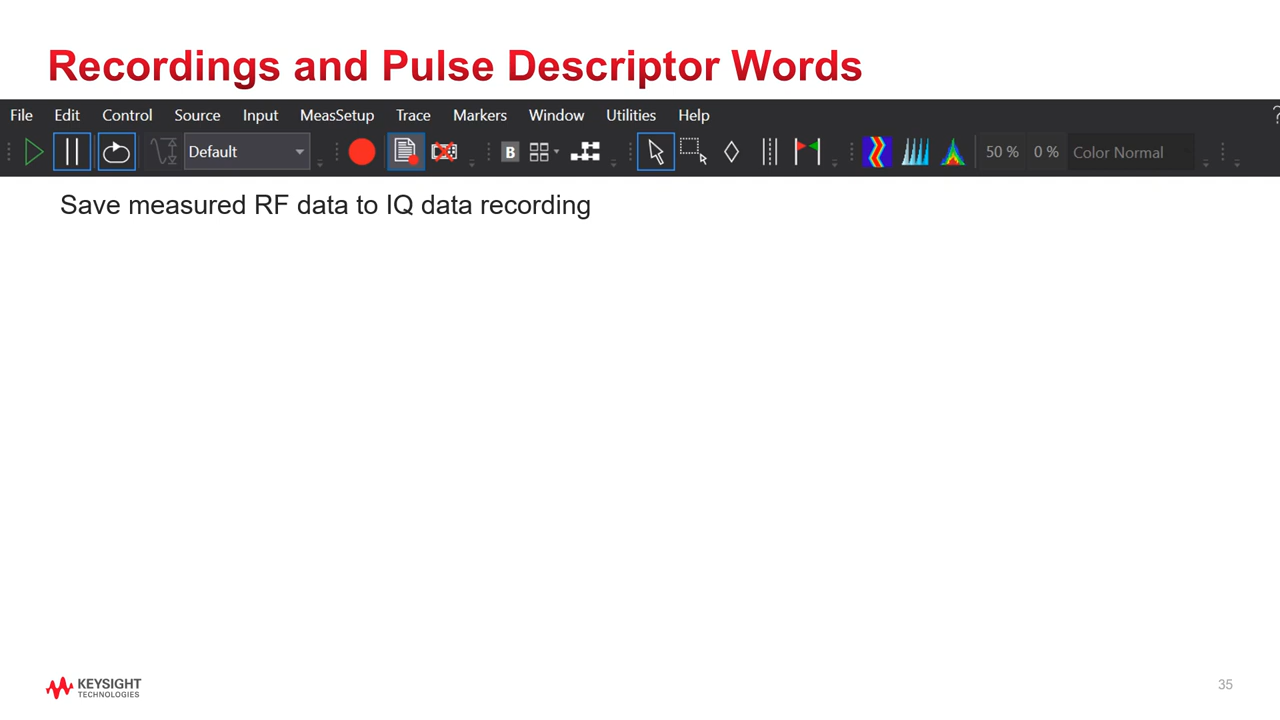 Recordings and Pulse Descriptor Words
File Edit Control Source Input MeasSetup Trace Markers Window Utilities Help ?
Default B 50 % 0 % Color Normal
Save measured RF data to IQ data recording
KEYSIGHT
TECHNOLOGIES
35